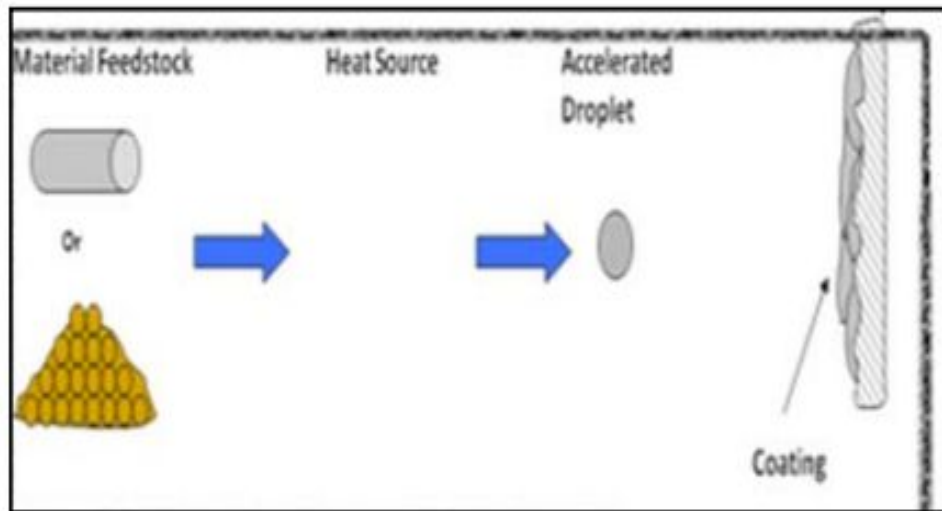 Material Feedstock
Heat Source
Accelerated
Droplet
Or
Coating